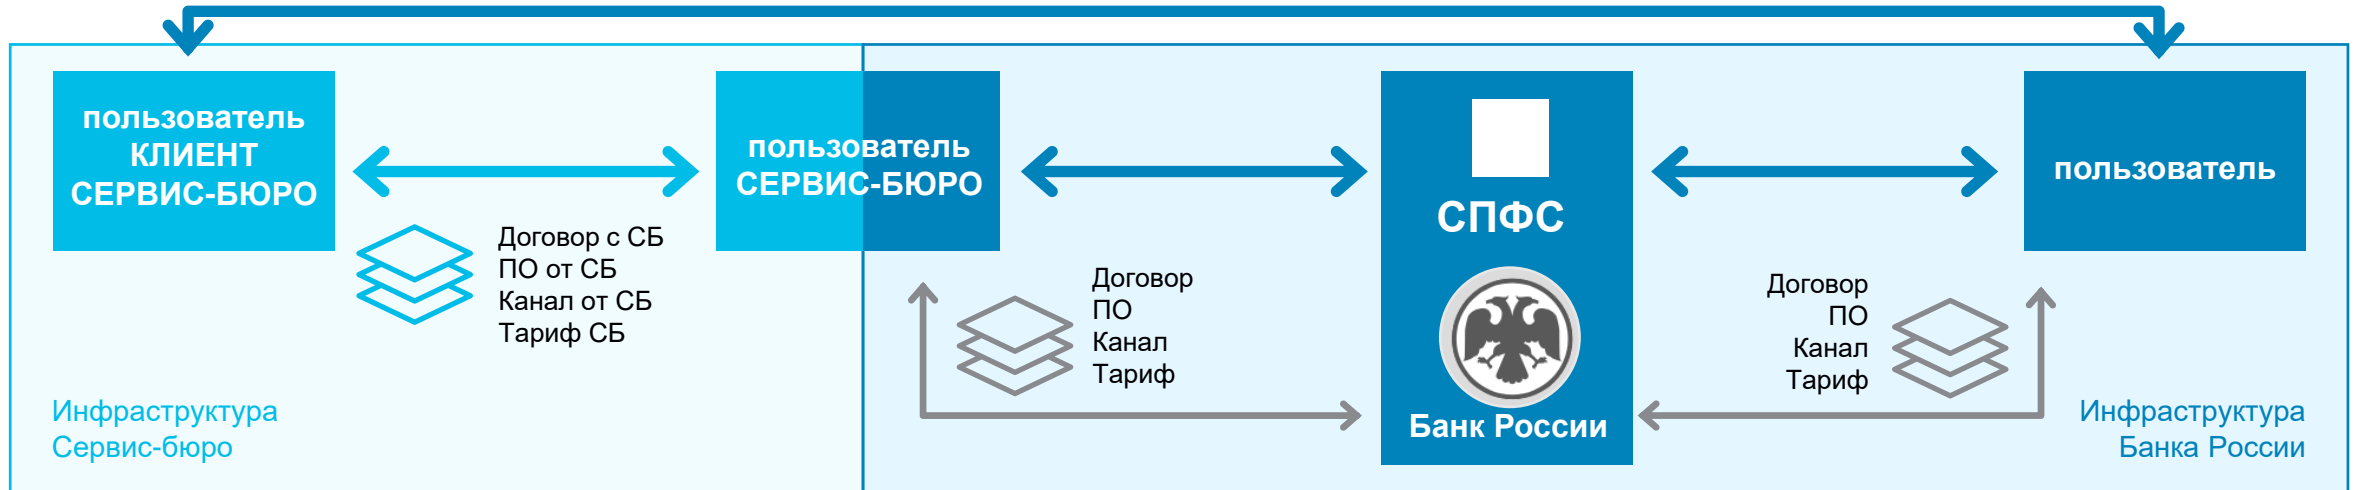 пользователь
КЛИЕНТ
СЕРВИС-БЮРО
Договор с СБ
ПО от СБ
Канал от СБ
Тариф СБ
Инфраструктура
Сервис-бюро
пользователь
СЕРВИС-БЮРО
Договор
ПО
Канал
Тариф
СПФС
Банк России
Договор
ПО
Канал
Тариф
пользователь
Инфраструктура
Банка России